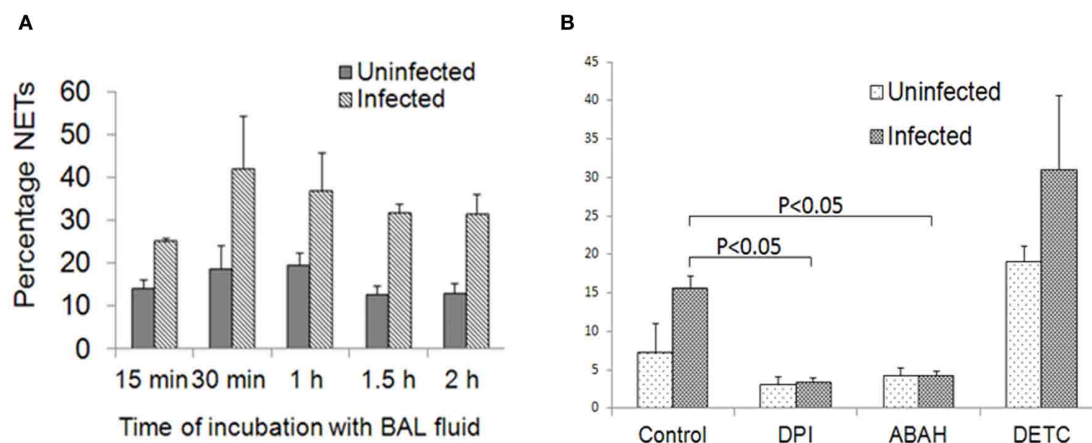 A
Uninfected
Infected
Percentage NETs
60
50
40
30
20
10
0
15 min 30 min 1 h 1.5 h 2 h
Time of incubation with BAL fluid
B
Uninfected
Infected
45
40
35
30
25
20
15
10
5
0
P<0.05
P<0.05
Control DPI ABAH DETC